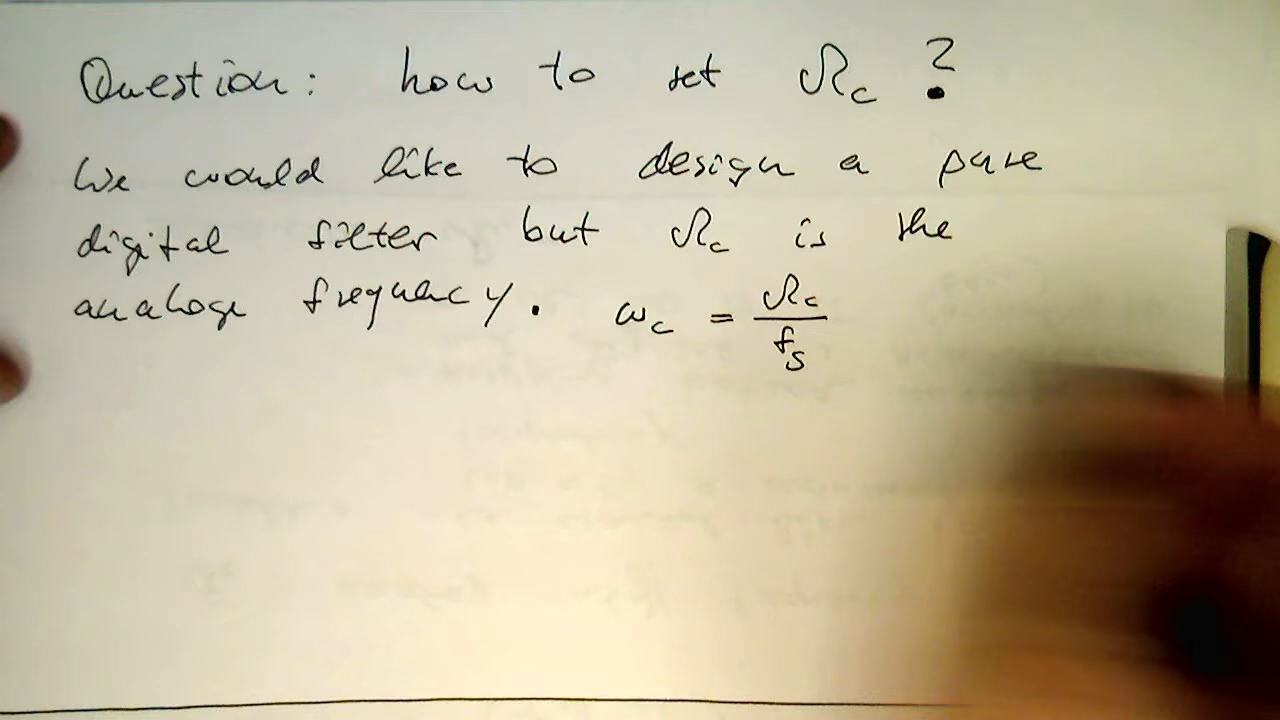 Question: how to set Ωc ?
We would like to design a pure
digital filter but Ωc is the
analoge frequency. ωc = Ωc / fs